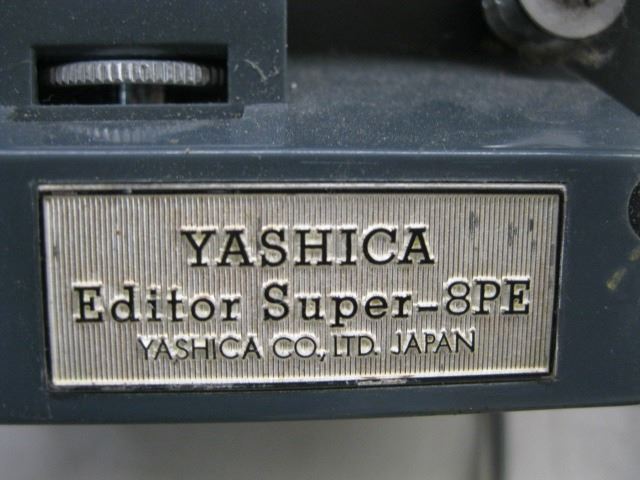 YASHICA
Editor Super-8PE
YASHICA CO., LTD. JAPAN